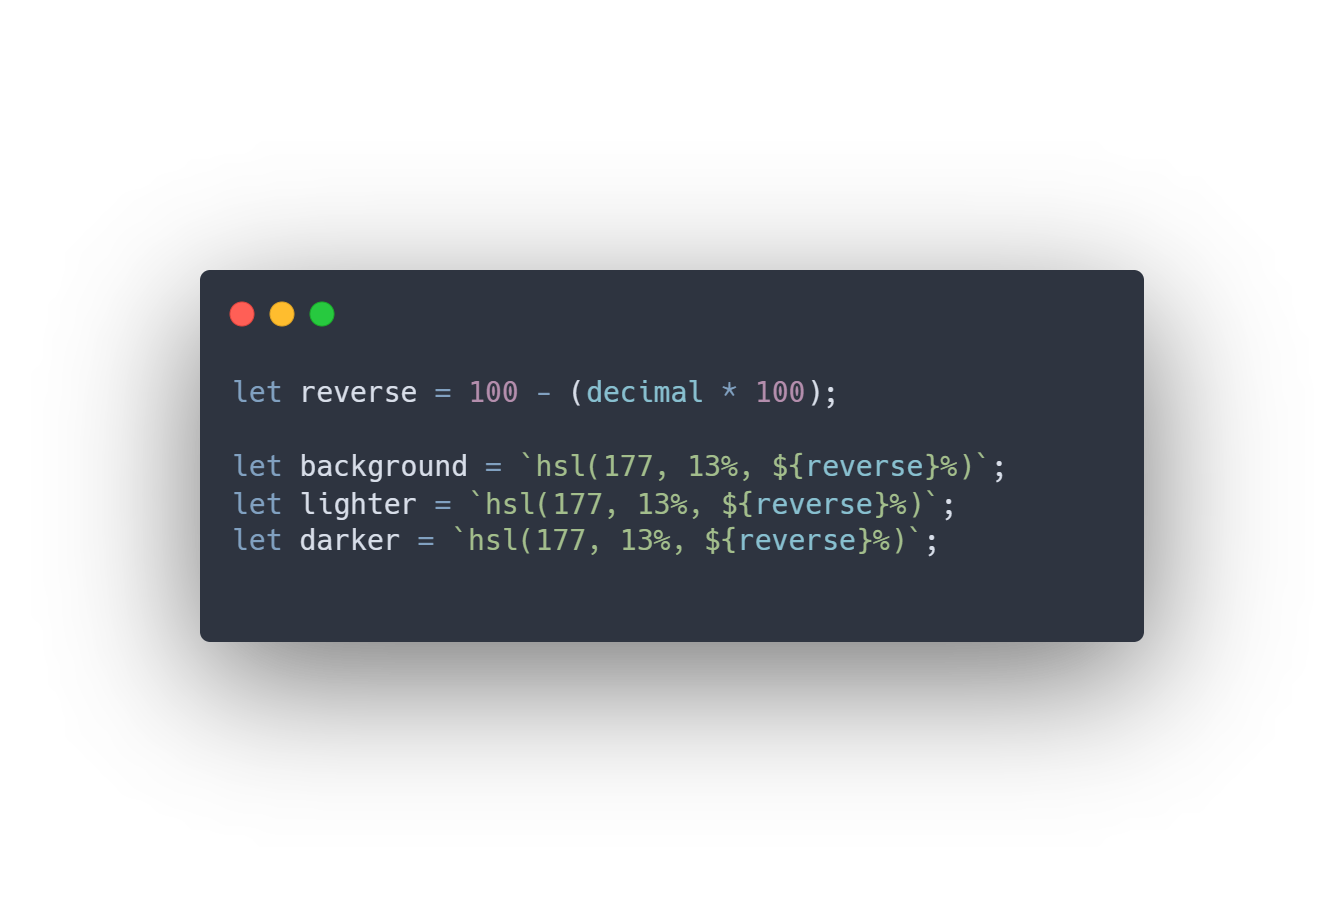 let reverse = 100 - (decimal * 100);
let background = `hsl(177, 13%, ${reverse}%)`;
let lighter = `hsl(177, 13%, ${reverse}%)`;
let darker = `hsl(177, 13%, ${reverse}%)`;